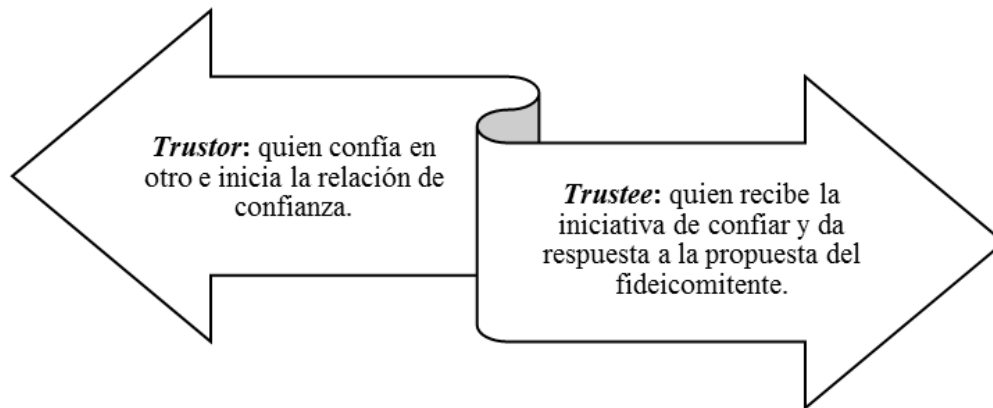 Trustor: quien confía en
otro e inicia la relación de
confianza.
Trustee: quien recibe la
iniciativa de confiar y da
respuesta a la propuesta del
fideicomitente.